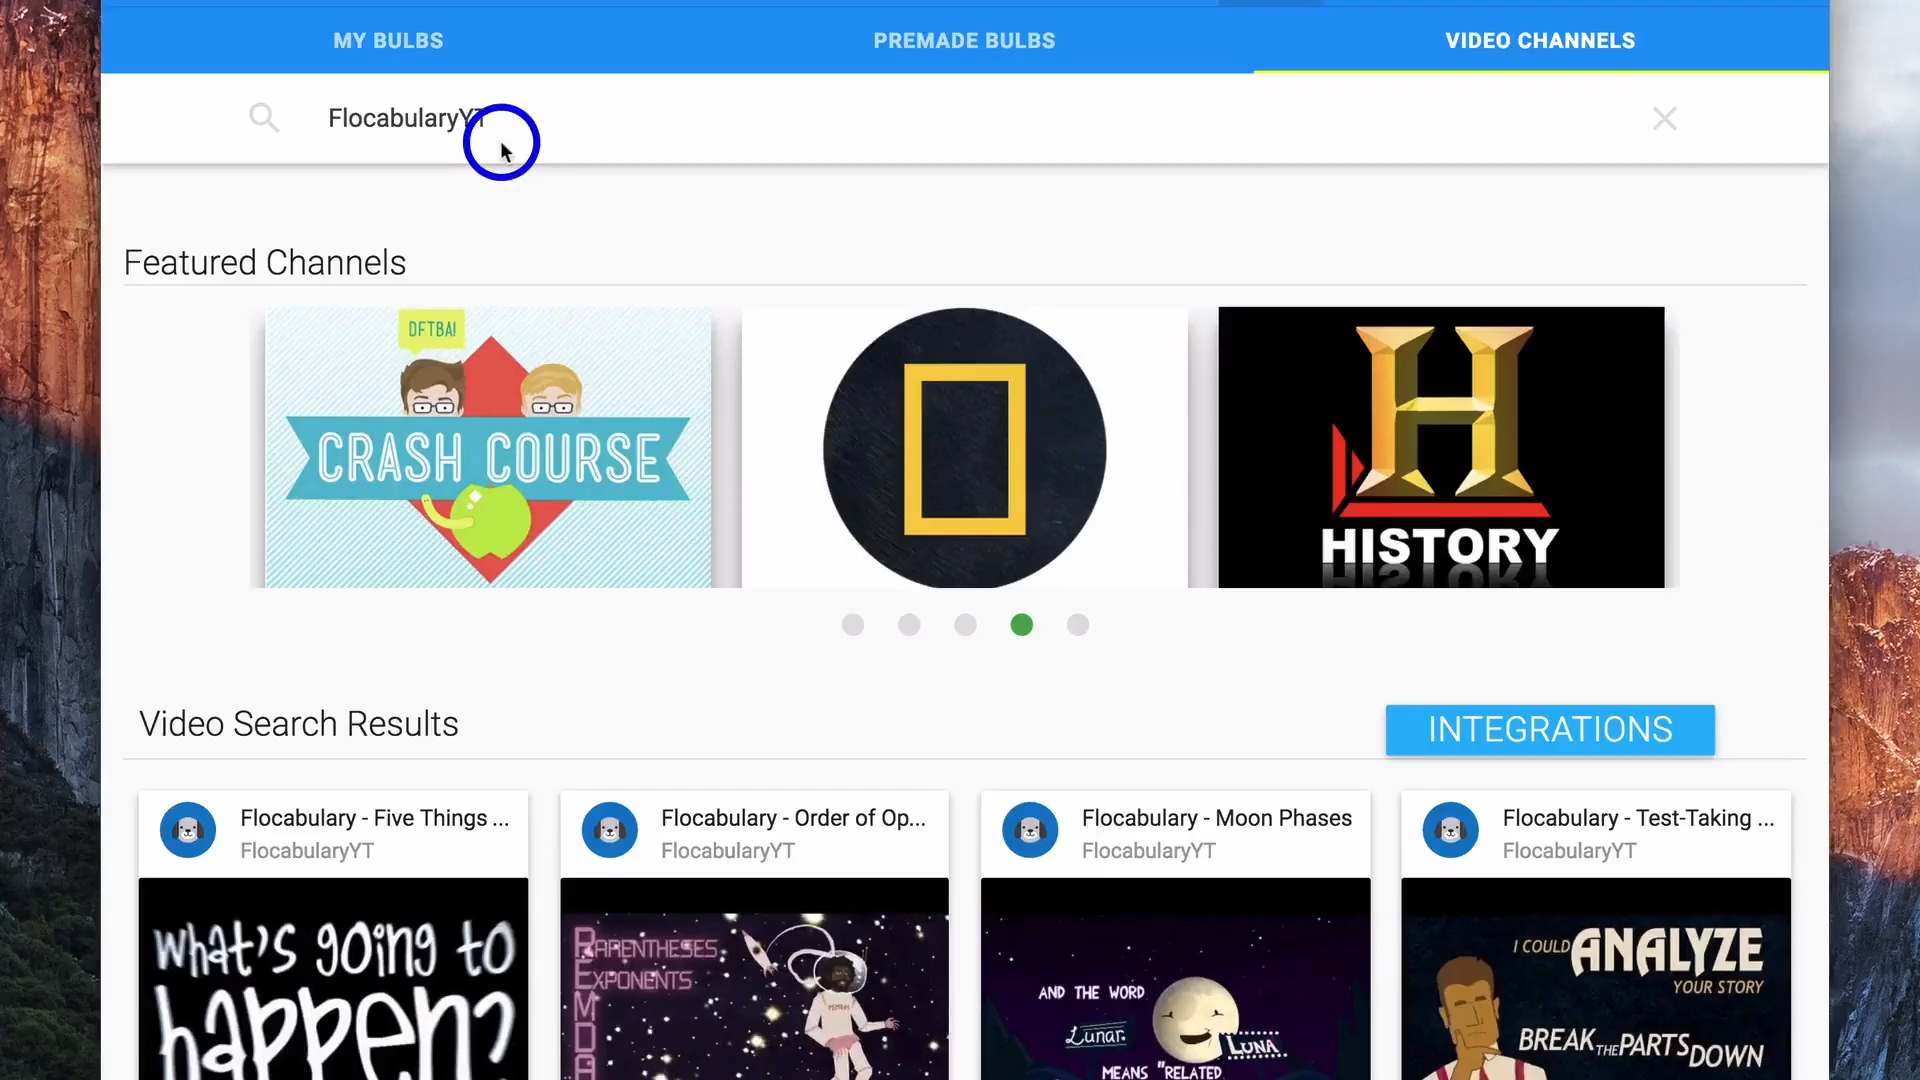 MY BULBS
PREMADE BULBS
VIDEO CHANNELS
FlocabularyYT
Featured Channels
DFTBA!
CRASH COURSE
H
HISTORY
Video Search Results
INTEGRATIONS
Flocabulary - Five Things ...
FlocabularyYT
Flocabulary - Order of Op...
FlocabularyYT
Flocabulary - Moon Phases
FlocabularyYT
Flocabulary - Test-Taking ...
FlocabularyYT
WHAT'S GOING TO
HAPPEN?
PARENTHESES
EXPONENTS
M
D
A
PEMDAS
AND THE WORD
Lunar
LUNA
MEANS "RELATED
I COULD ANALYZE
YOUR STORY
BREAK THE PARTS DOWN